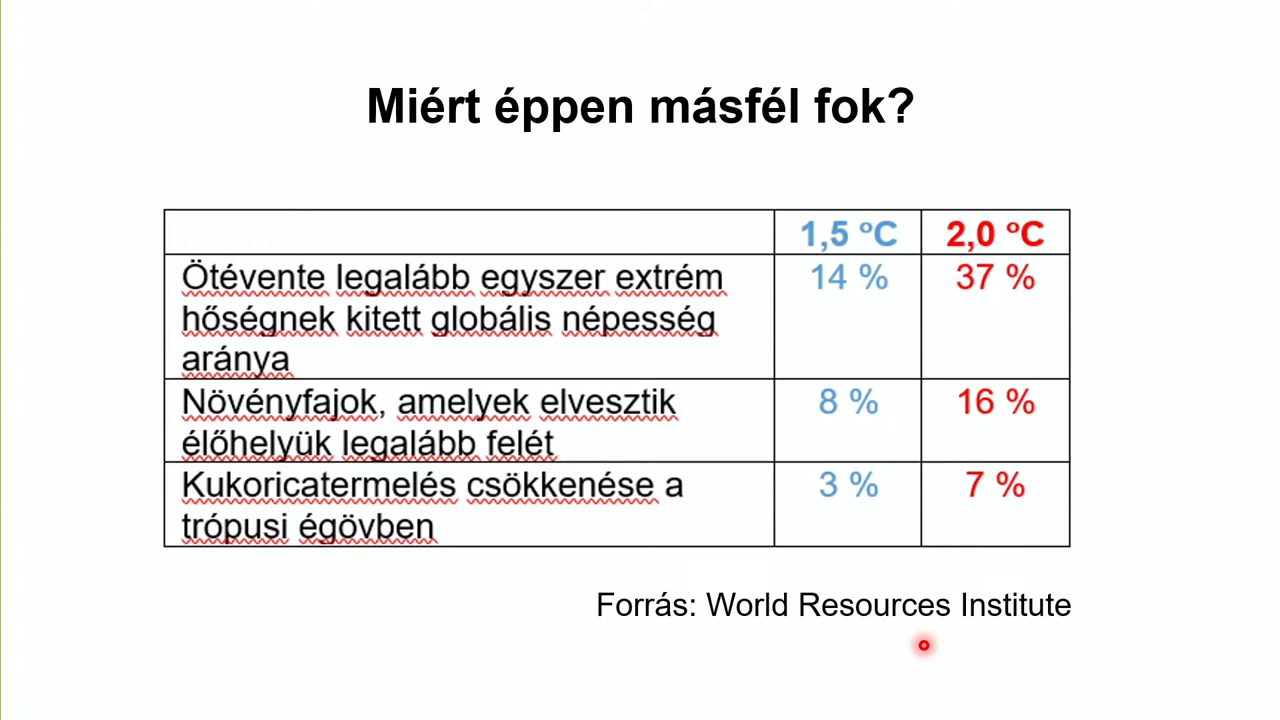 Miért éppen másfél fok?
1,5 °C 2,0 °C
Ötévente legalább egyszer extrém 14 % 37 %
hőségnek kitett globális népesség
aránya
Növényfajok, amelyek elvesztik 8 % 16 %
élőhelyük legalább felét
Kukoricatermelés csökkenése a 3 % 7 %
trópusi égövben
Forrás: World Resources Institute